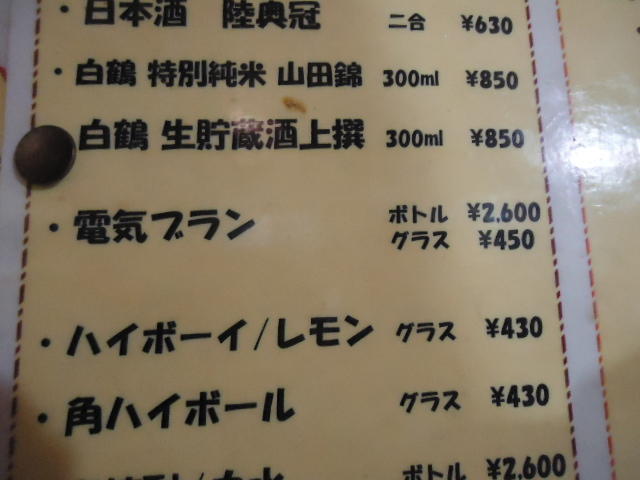 ・日本酒 陸奥冠 二合 ¥630
・白鶴 特別純米 山田錦 300ml ¥850
白鶴 生貯蔵酒上撰 300ml ¥850
・電気ブラン ボトル ¥2,600
グラス ¥450
・ハイボーイ/レモン グラス ¥430
・角ハイボール グラス ¥430
ボトル ¥2,600